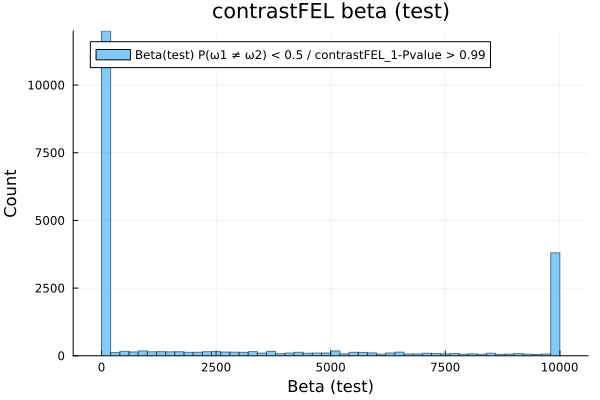 contrastFEL beta (test)
Beta(test) P(ω1 ≠ ω2) < 0.5 / contrastFEL_1-Pvalue > 0.99
10000
7500
5000
2500
0
Count
0 2500 5000 7500 10000
Beta (test)